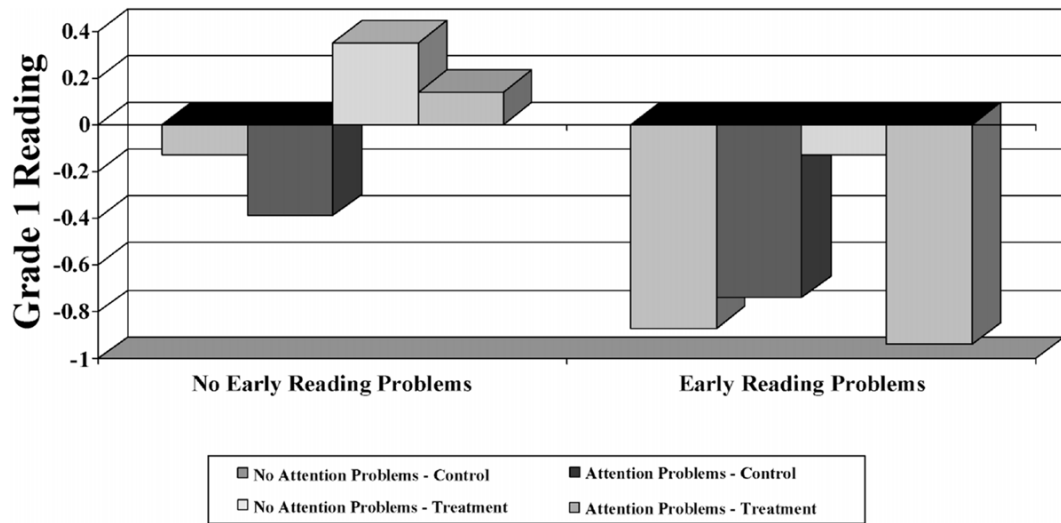 Grade 1 Reading
0.4
0.2
0
-0.2
-0.4
-0.6
-0.8
-1
No Early Reading Problems
Early Reading Problems
No Attention Problems - Control
Attention Problems - Control
No Attention Problems - Treatment
Attention Problems - Treatment